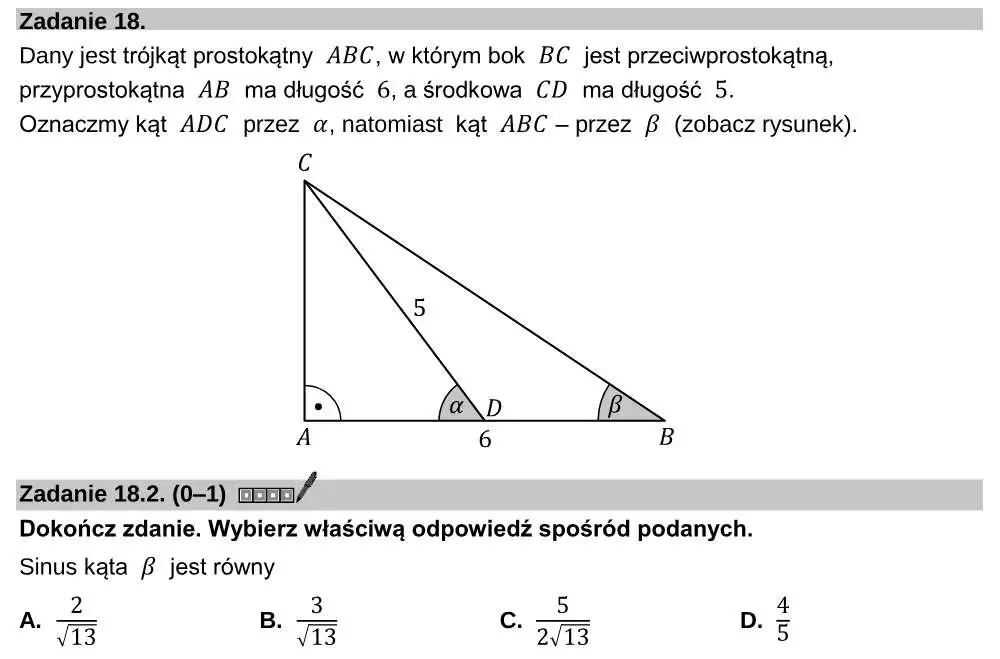 Zadanie 18.
Dany jest trójkąt prostokątny ABC, w którym bok BC jest przeciwprostokątną,
przyprostokątna AB ma długość 6, a środkowa CD ma długość 5.
Oznaczmy kąt ADC przez α, natomiast kąt ABC – przez β (zobacz rysunek).
C
5
α D β
A 6 B
Zadanie 18.2. (0–1)
Dokończ zdanie. Wybierz właściwą odpowiedź spośród podanych.
Sinus kąta β jest równy
A. 2/√13 B. 3/√13 C. 5/2√13 D. 4/5